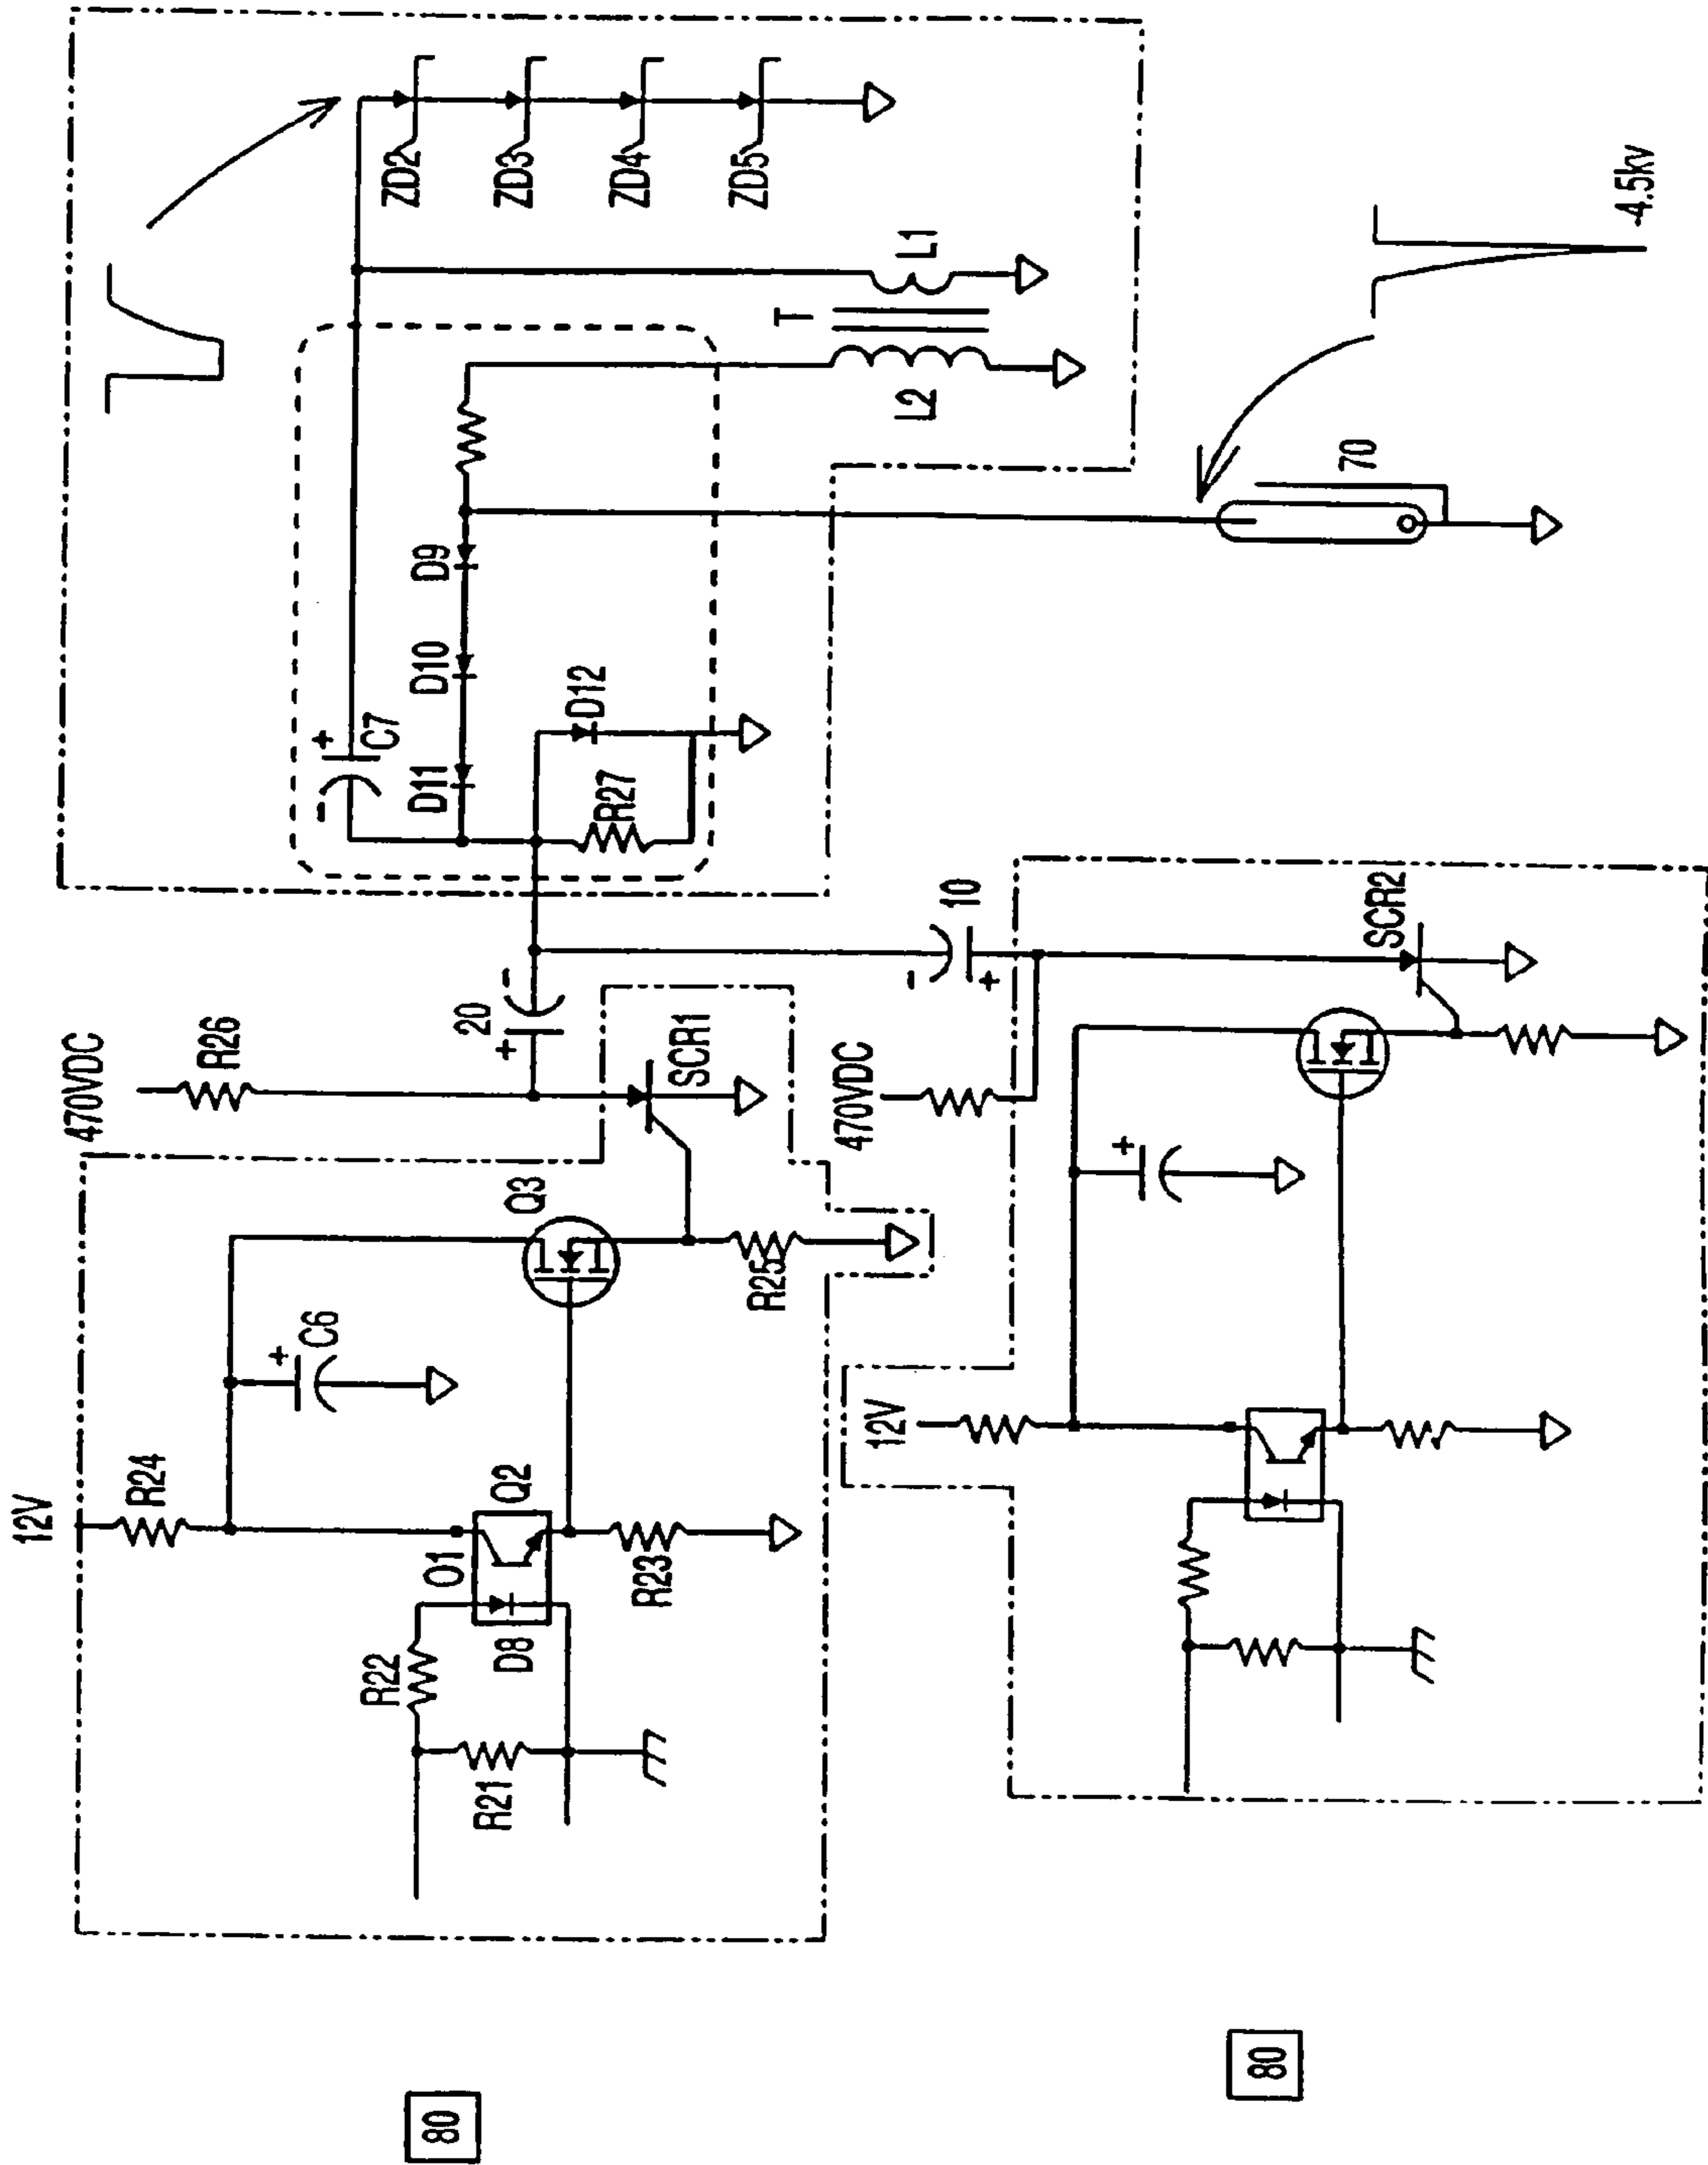 12V
R24
C6
+
Q3
O1
Q2
R22
D8
R21
R23
R25
470VDC
R26
20
+
-
SCR1
-
+
C7
D11
D10
D9
D12
R27
T
L2
L1
ZD2
ZD3
ZD4
ZD5
470VDC
10
-
+
SCR2
12V
+
70
-4.5kv
80
80